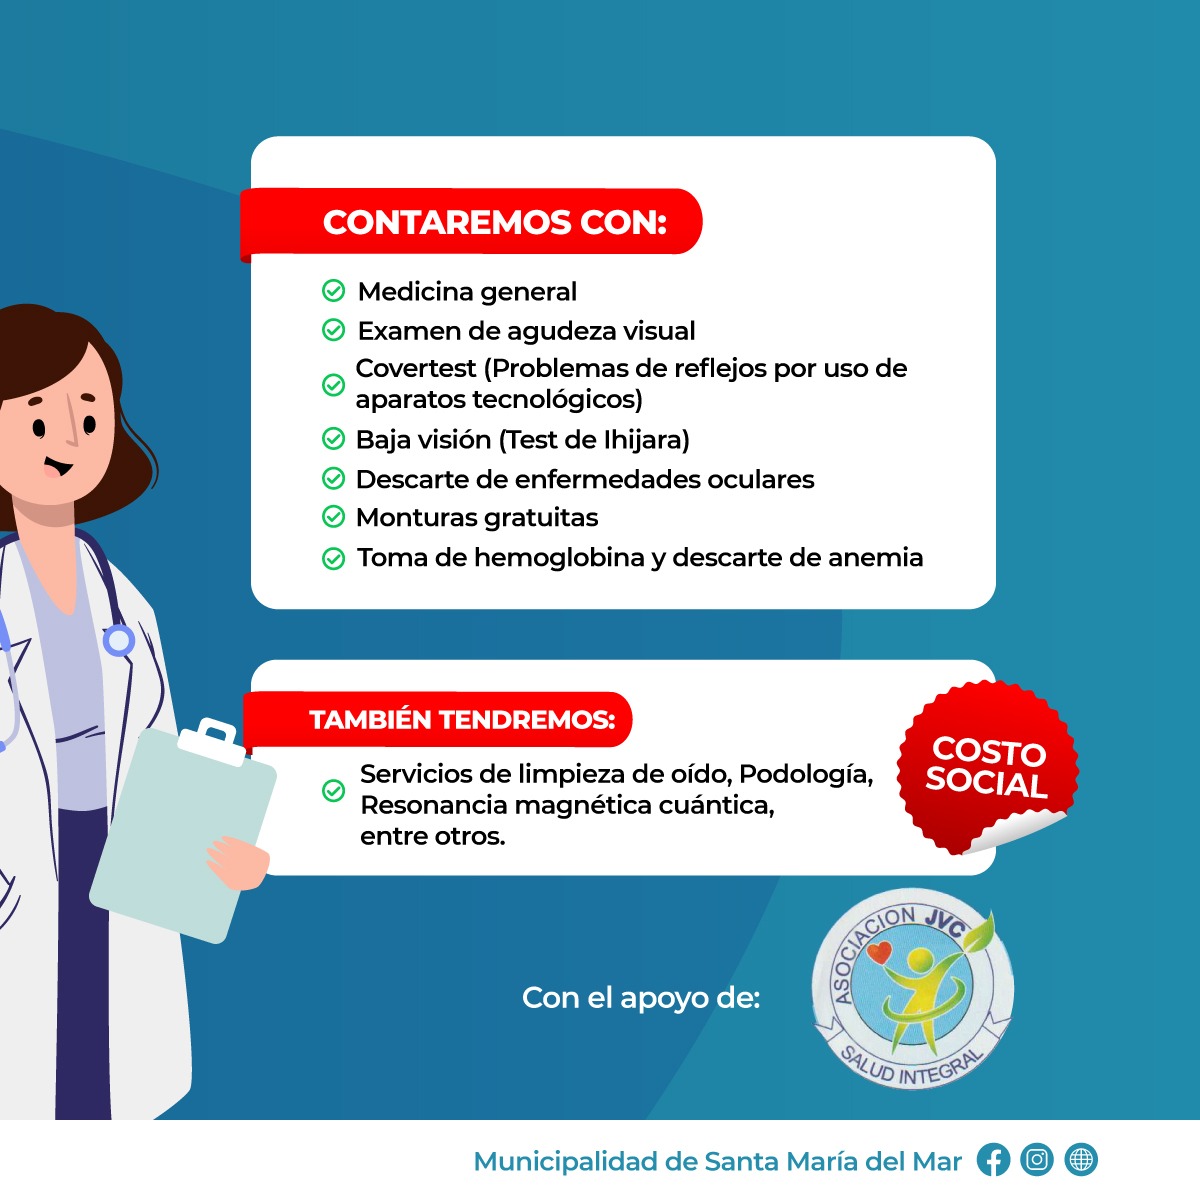 CONTAREMOS CON:
Medicina general
Examen de agudeza visual
Covertest (Problemas de reflejos por uso de
aparatos tecnológicos)
Baja visión (Test de Ihijara)
Descarte de enfermedades oculares
Monturas gratuitas
Toma de hemoglobina y descarte de anemia
TAMBIÉN TENDREMOS:
Servicios de limpieza de oído, Podología,
Resonancia magnética cuántica,
entre otros.
COSTO
SOCIAL
Con el apoyo de:
ASOCIACION JVC
SALUD INTEGRAL
Municipalidad de Santa María del Mar